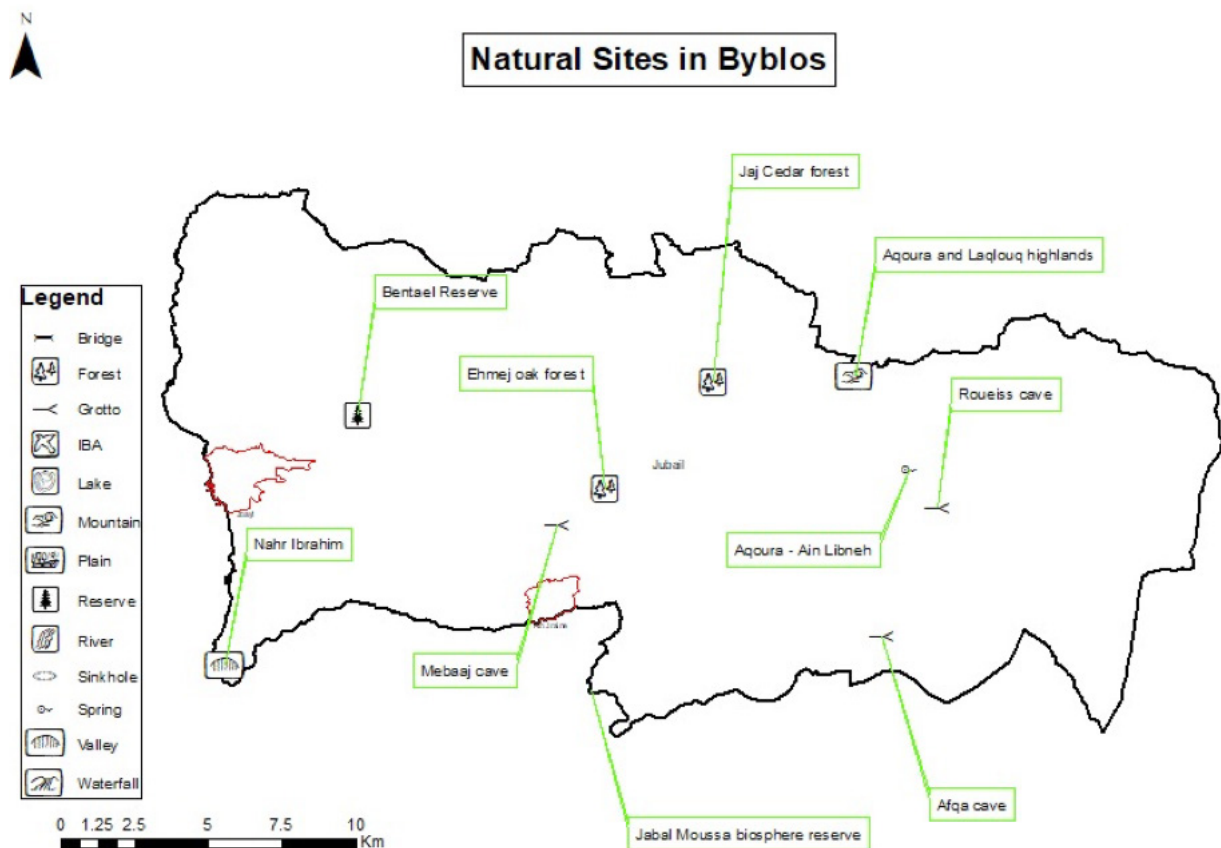 N
Natural Sites in Byblos
Jaj Cedar forest
Aqoura and Laqlouq highlands
Bentael Reserve
Ehmej oak forest
Roueiss cave
Jubail
Nahr Ibrahim
Aqoura - Ain Libneh
Mebaaj cave
Afqa cave
Jabal Moussa biosphere reserve
Legend
Bridge
Forest
Grotto
IBA
Lake
Mountain
Plain
Reserve
River
Sinkhole
Spring
Valley
Waterfall
0 1.25 2.5 5 7.5 10
Km